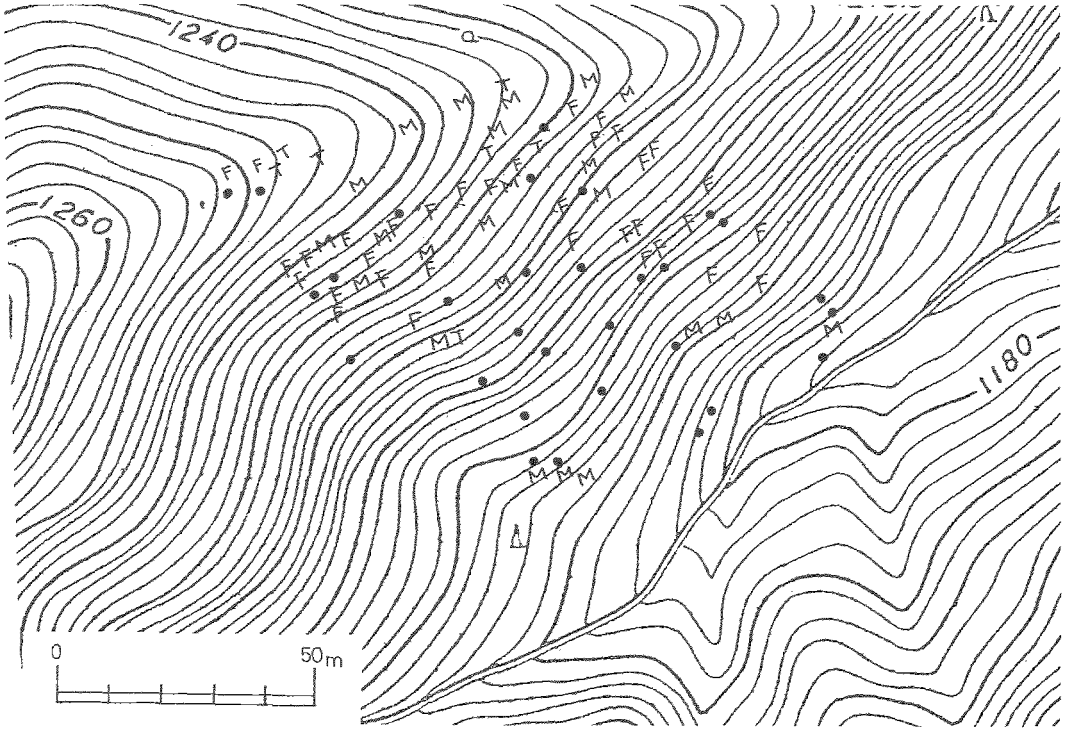 1240
T M
M M F M
M M F
T F F
T T T
F T F M F F
F M F F M M F
1260
F F
M M F F F F F
M F F
F F F M F F
F M F F M F F
F
F F M M M
M T
1180
M M M
0 50m